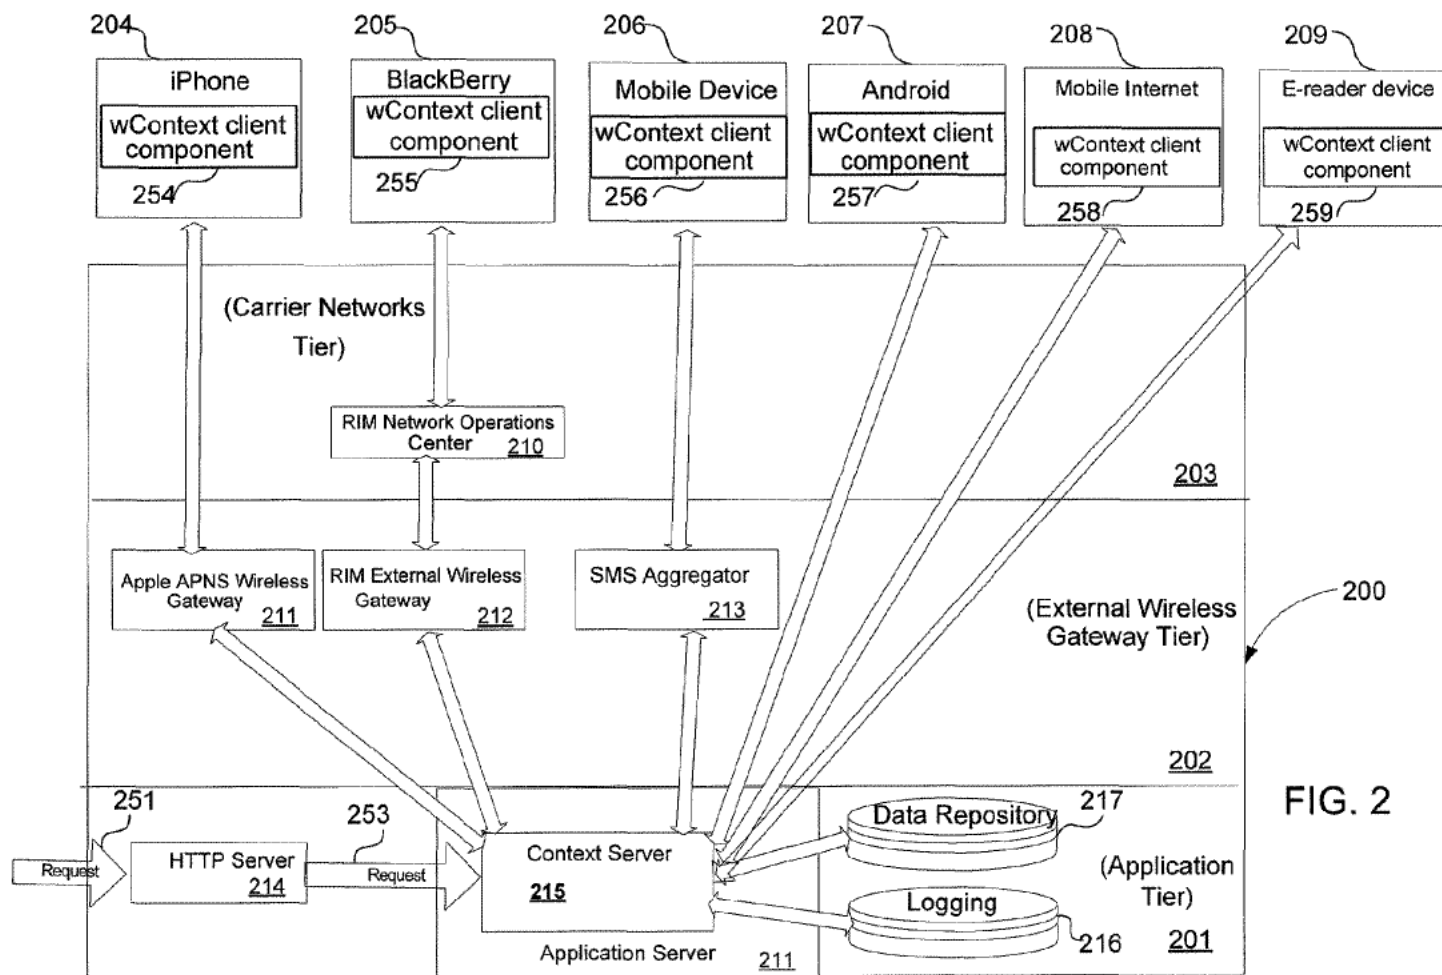 204
205
206
207
208
209
iPhone
wContext client
component
254
BlackBerry
wContext client
component
255
Mobile Device
wContext client
component
256
Android
wContext client
component
257
Mobile Internet
wContext client
component
258
E-reader device
wContext client
component
259
(Carrier Networks
Tier)
RIM Network Operations
Center 210
203
Apple APNS Wireless
Gateway 211
RIM External Wireless
Gateway 212
SMS Aggregator
213
(External Wireless
Gateway Tier)
200
202
FIG. 2
251
Request
HTTP Server
214
253
Request
Context Server
215
Application Server
211
Data Repository
217
Logging
216
(Application
Tier)
201